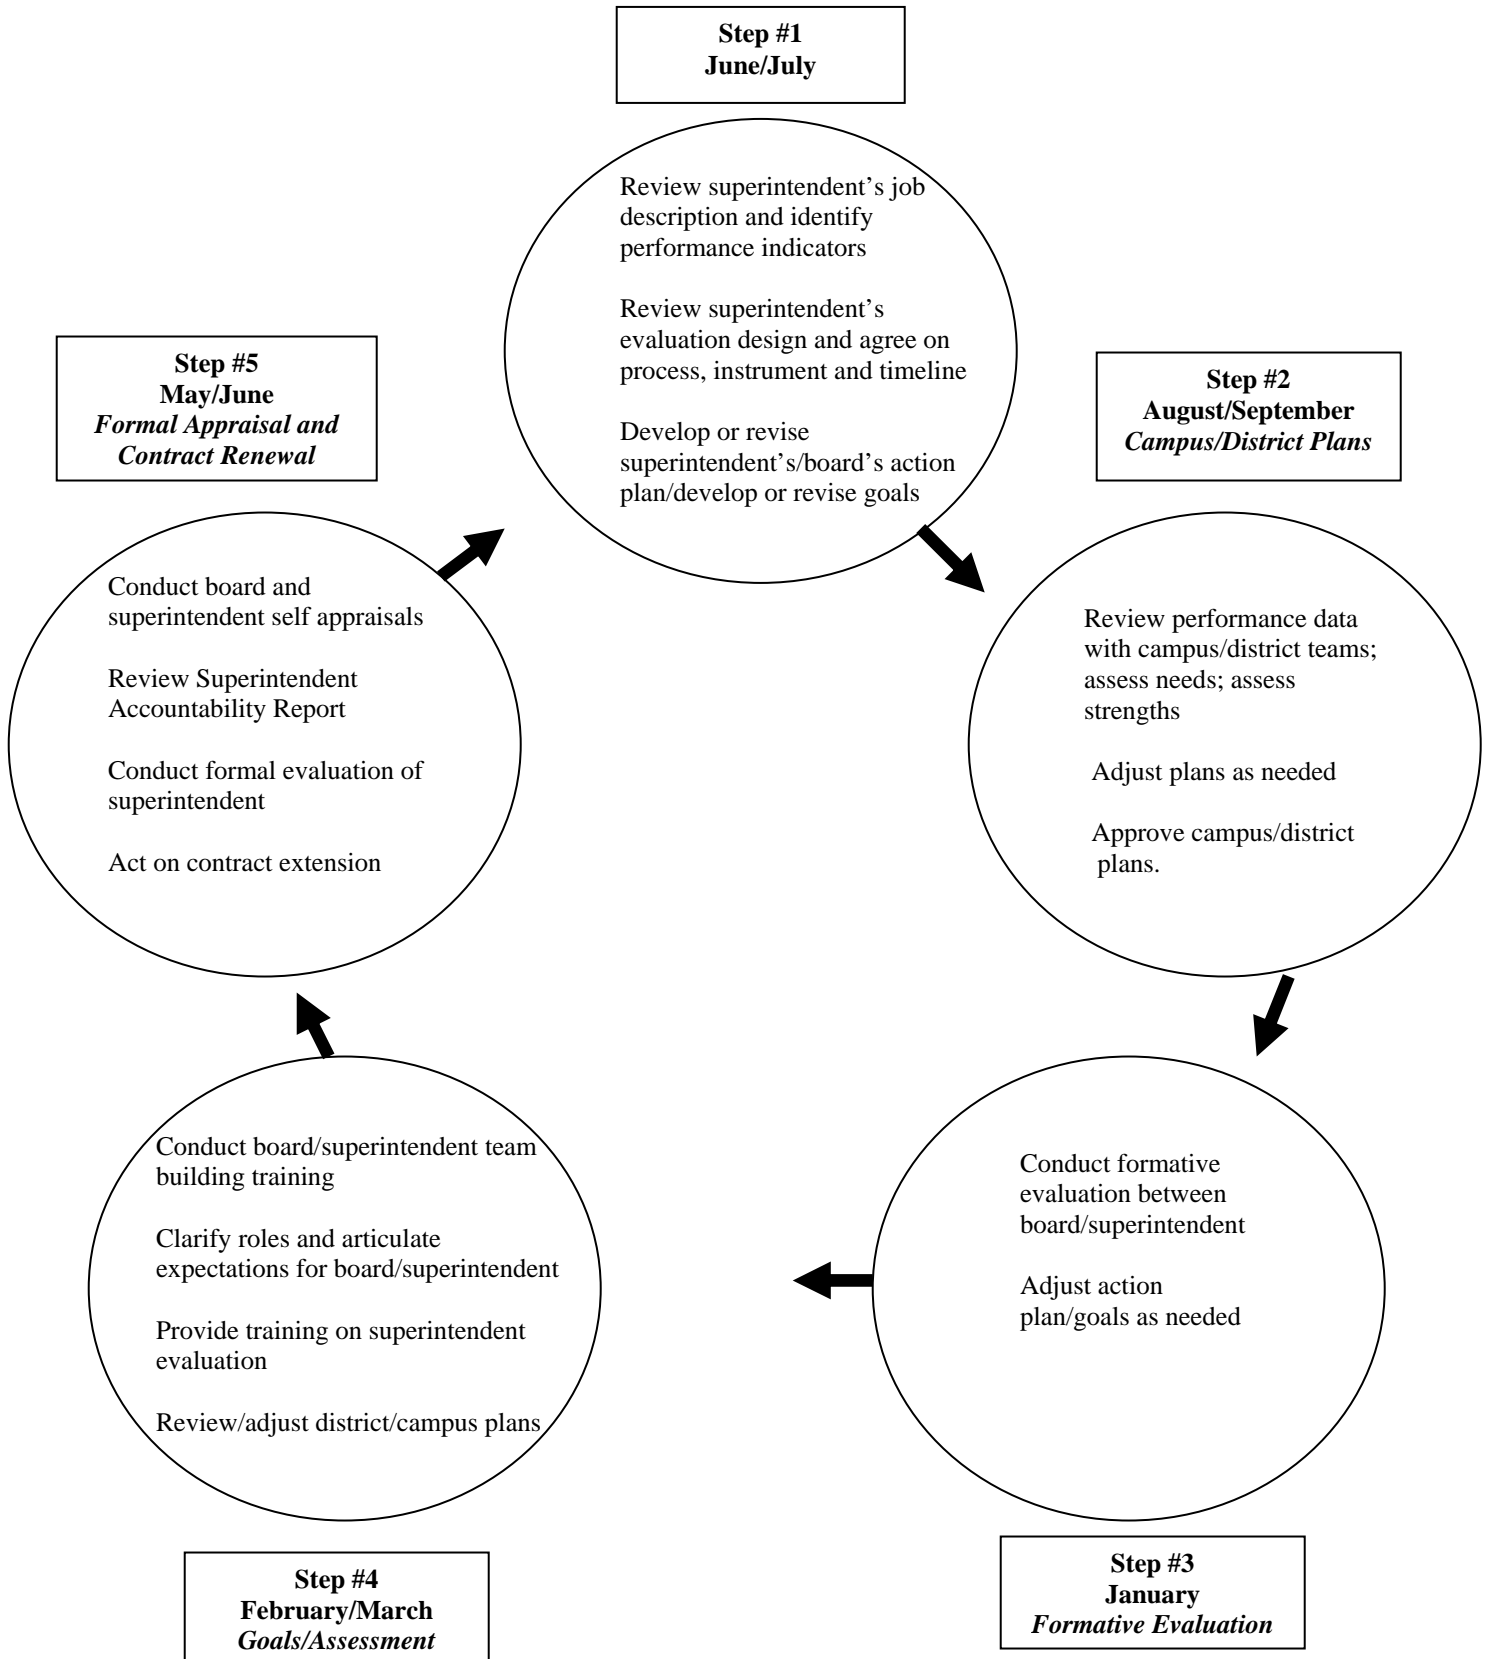 Step #1
June/July
Review superintendent’s job
description and identify
performance indicators
Review superintendent’s
evaluation design and agree on
process, instrument and timeline
Develop or revise
superintendent’s/board’s action
plan/develop or revise goals
Step #2
August/September
Campus/District Plans
Review performance data
with campus/district teams;
assess needs; assess
strengths
Adjust plans as needed
Approve campus/district
plans.
Step #3
January
Formative Evaluation
Conduct formative
evaluation between
board/superintendent
Adjust action
plan/goals as needed
Step #4
February/March
Goals/Assessment
Conduct board/superintendent team
building training
Clarify roles and articulate
expectations for board/superintendent
Provide training on superintendent
evaluation
Review/adjust district/campus plans
Step #5
May/June
Formal Appraisal and
Contract Renewal
Conduct board and
superintendent self appraisals
Review Superintendent
Accountability Report
Conduct formal evaluation of
superintendent
Act on contract extension